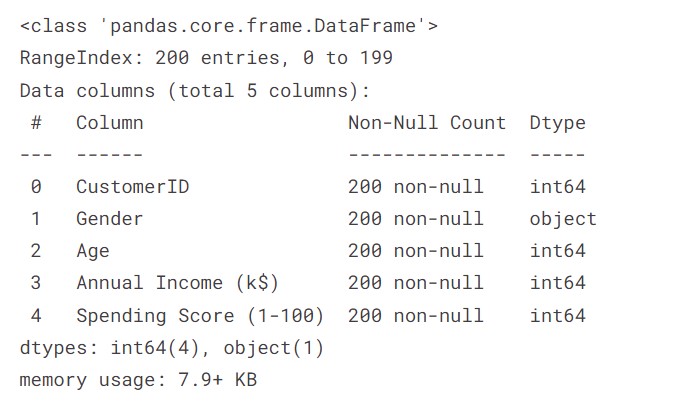 <class 'pandas.core.frame.DataFrame'>
RangeIndex: 200 entries, 0 to 199
Data columns (total 5 columns):
 #   Column                  Non-Null Count  Dtype
---  ------                  --------------  -----
 0   CustomerID              200 non-null    int64
 1   Gender                  200 non-null    object
 2   Age                     200 non-null    int64
 3   Annual Income (k$)      200 non-null    int64
 4   Spending Score (1-100)  200 non-null    int64
dtypes: int64(4), object(1)
memory usage: 7.9+ KB